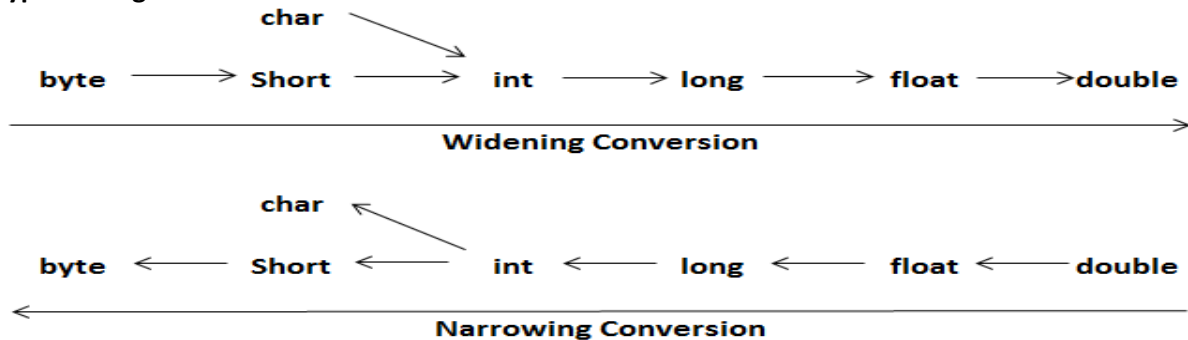 char
byte Short int long float double
Widening Conversion
char
byte Short int long float double
Narrowing Conversion